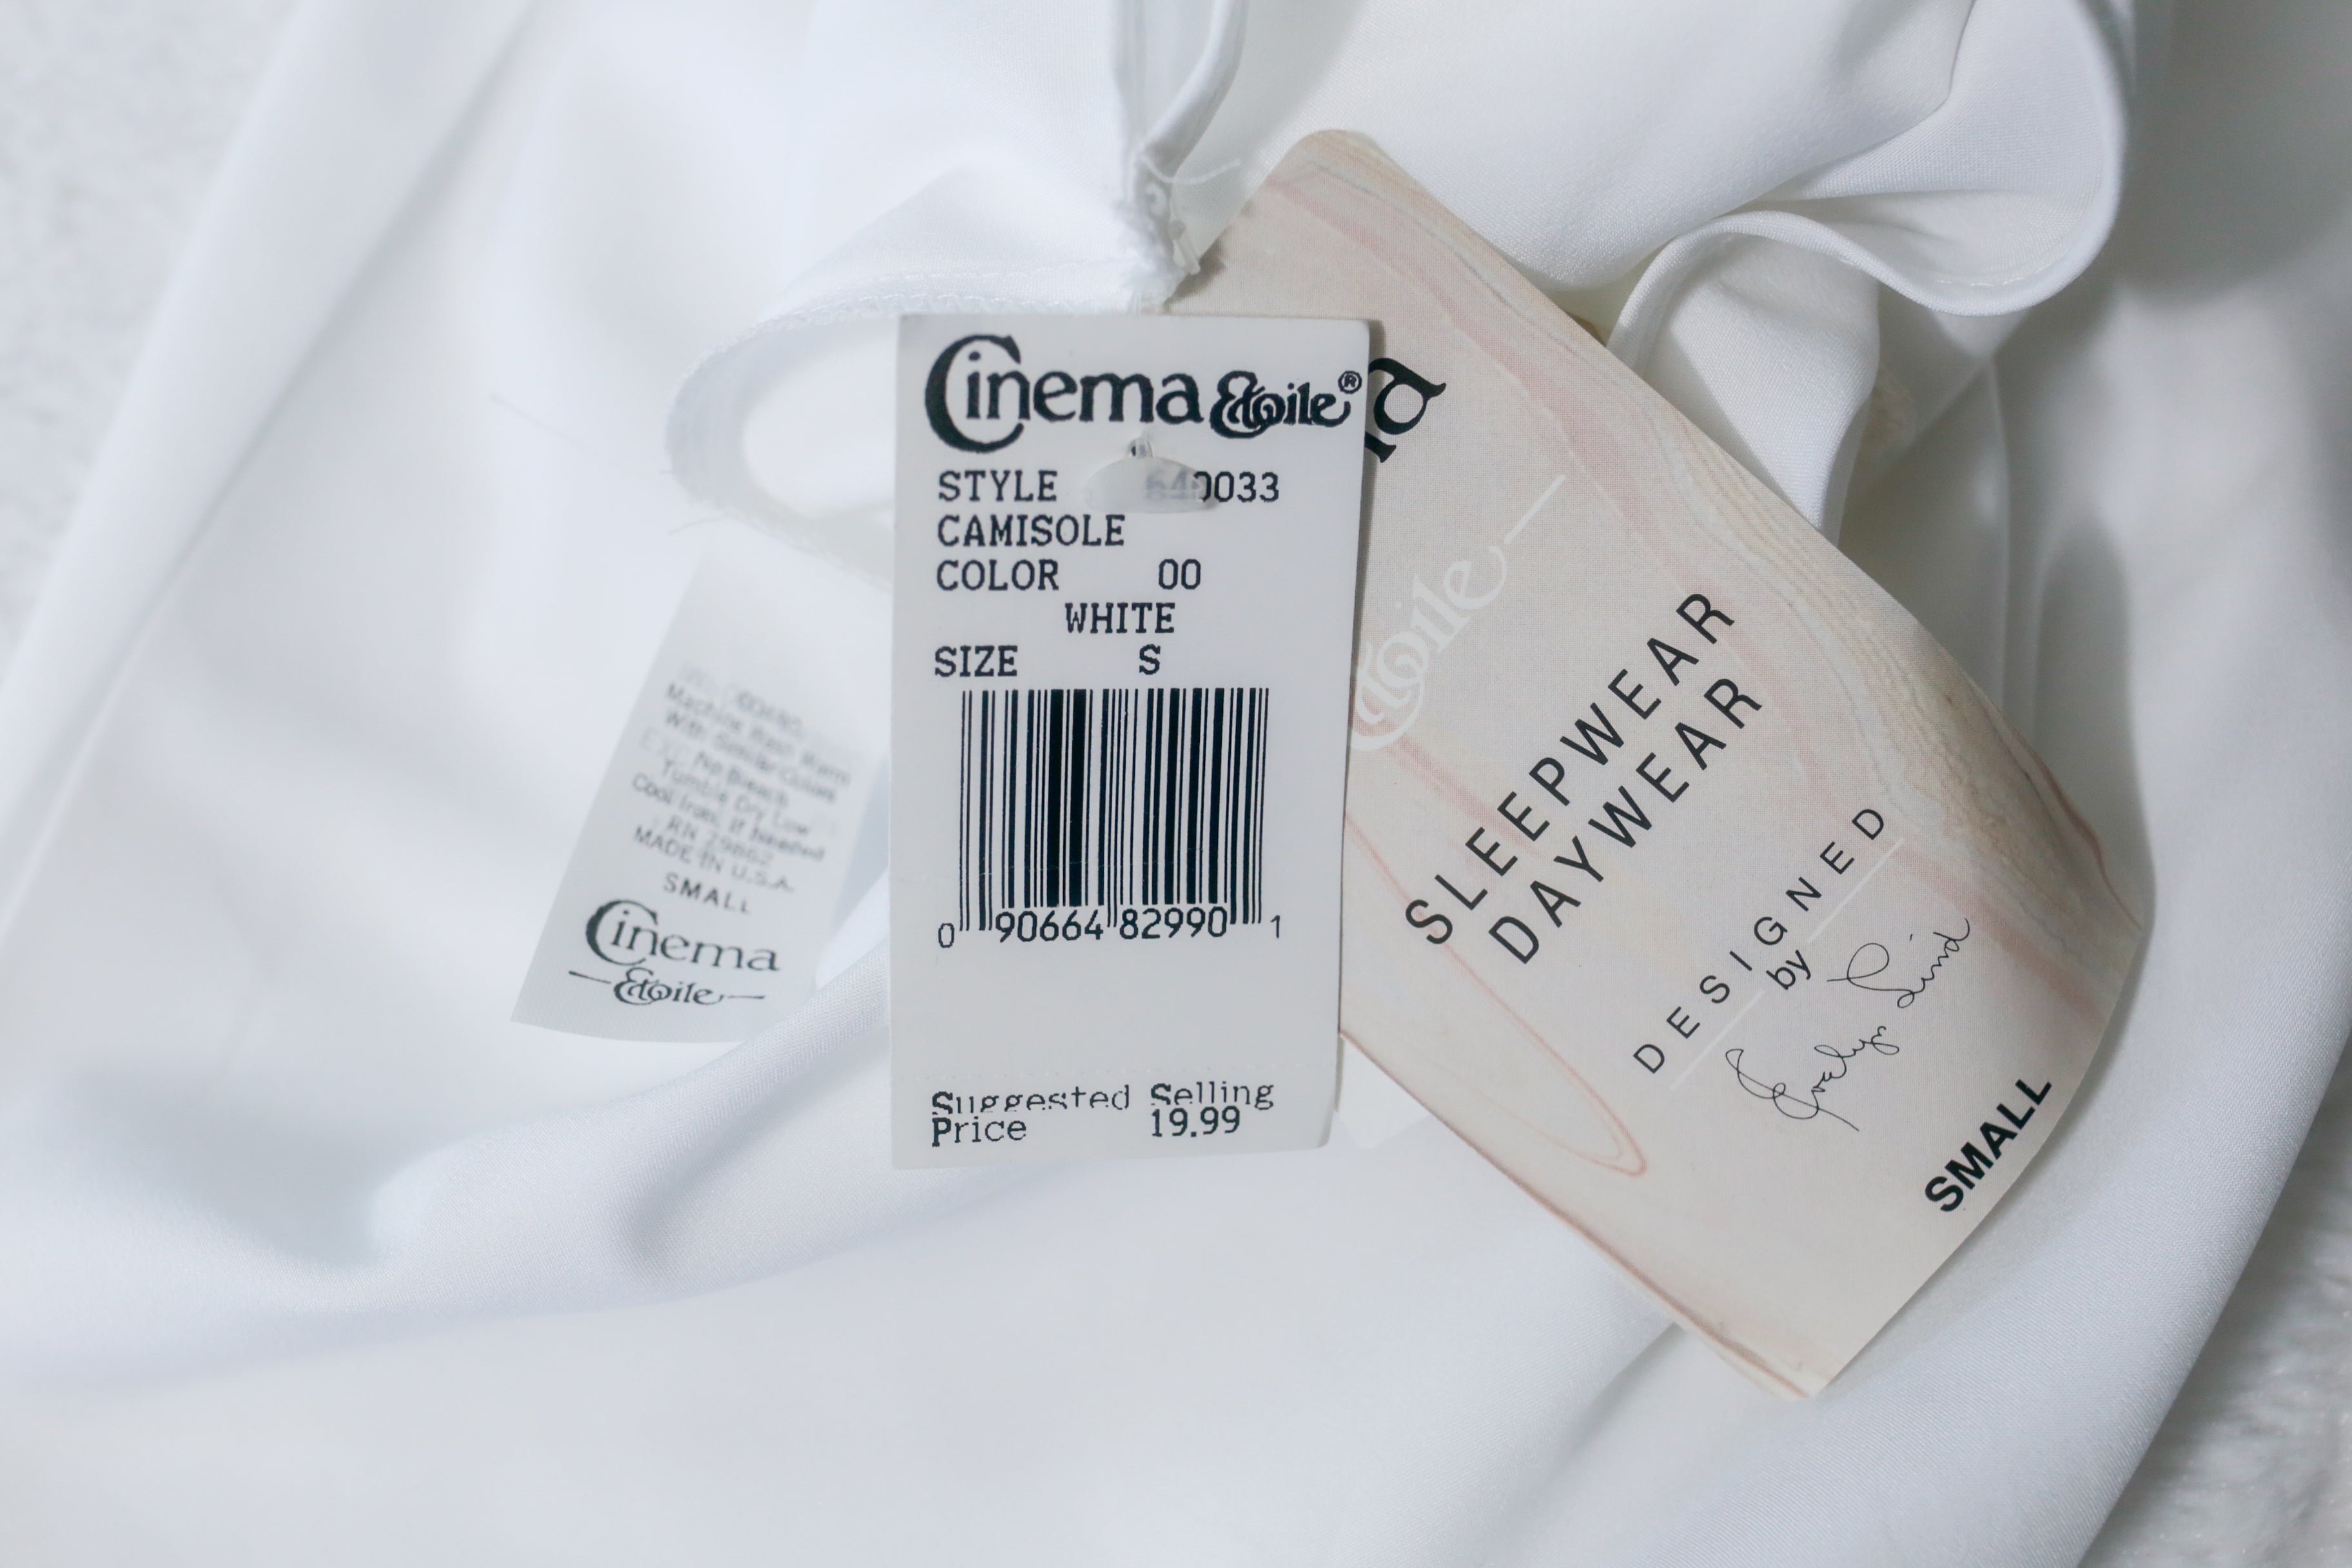 Cinema Etoile®
STYLE 640033
CAMISOLE
COLOR 00
WHITE
SIZE S
0 90664 82990 1
Suggested Selling
Price 19.99
Machine Wash Warm
With Similar Colors
No Bleach
Tumble Dry Low
Cool Iron, If Needed
RN 29862
MADE IN U.S.A.
SMALL
Cinema
Etoile
a
Etoile
SLEEPWEAR
DAYWEAR
DESIGNED
by
SMALL